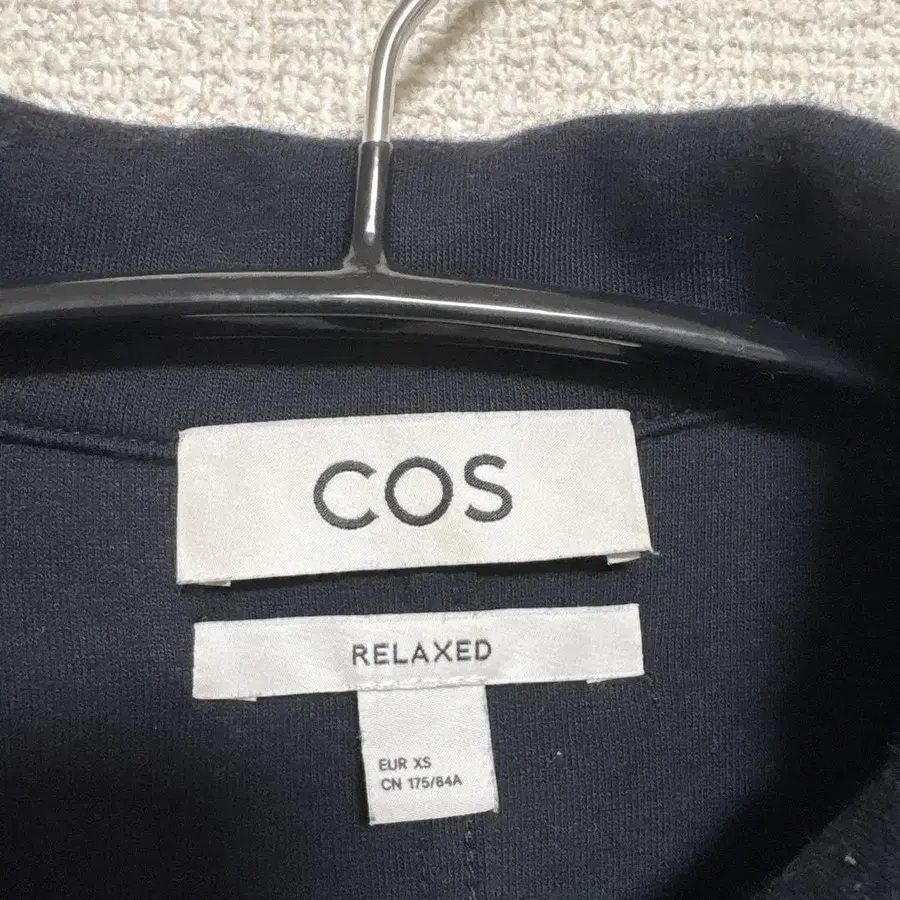 COS
RELAXED
EUR XS
CN 175/84A